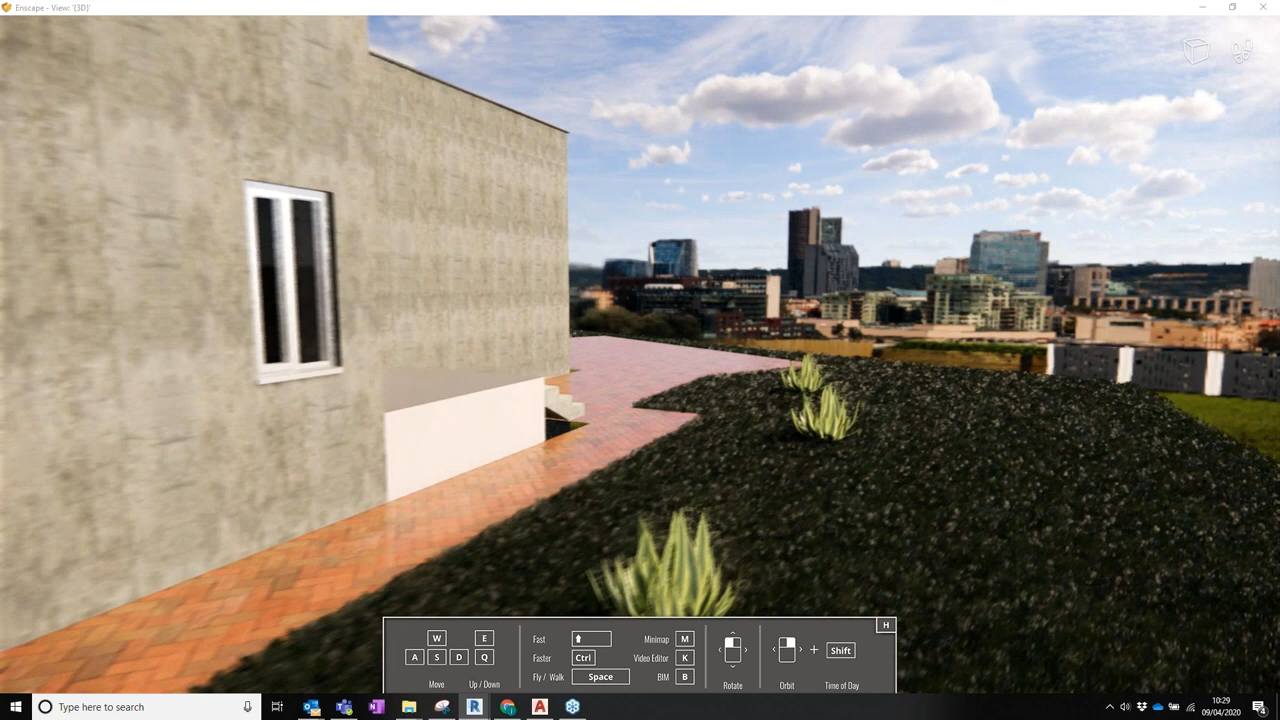 Enscape - View: '{3D}'
H
W
E
Fast
Minimap
M
A
S
D
Q
Faster
Ctrl
Video Editor
K
+
Shift
Fly / Walk
Space
BIM
B
Move
Up / Down
Rotate
Orbit
Time of Day
Type here to search
10:29
09/04/2020
4